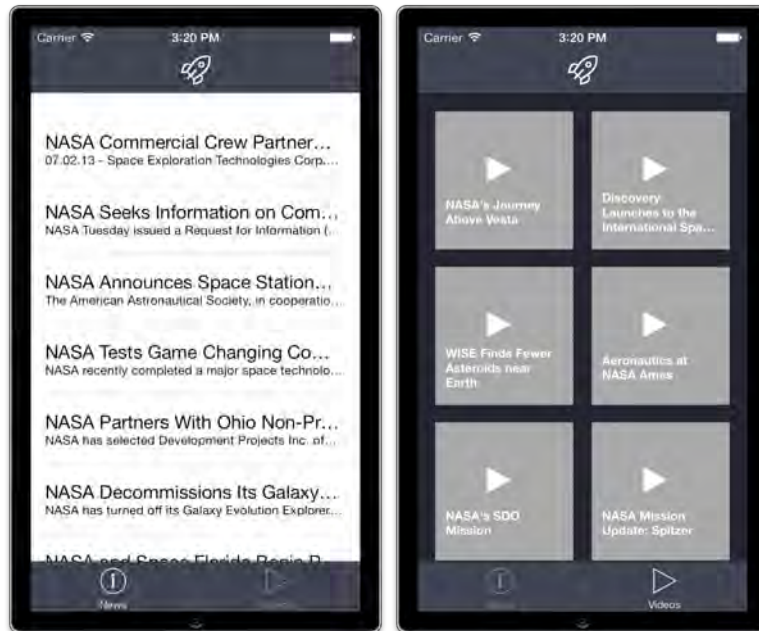 Carrier 3:20 PM
NASA Commercial Crew Partner...
07.02.13 - Space Exploration Technologies Corp....
NASA Seeks Information on Com...
NASA Tuesday issued a Request for Information (...
NASA Announces Space Station...
The American Astronautical Society, in cooperatio...
NASA Tests Game Changing Co...
NASA recently completed a major space technolo...
NASA Partners With Ohio Non-Pr...
NASA has selected Development Projects Inc. of...
NASA Decommissions Its Galaxy...
NASA has turned off its Galaxy Evolution Explorer...
NASA and Space Florida Begin P
News
Carrier 3:20 PM
NASA's Journey
Above Vesta
Discovery
Launches to the
International Spa...
WISE Finds Fewer
Asteroids near
Earth
Aeronautics at
NASA Ames
NASA's SDO
Mission
NASA Mission
Update: Spitzer
Videos